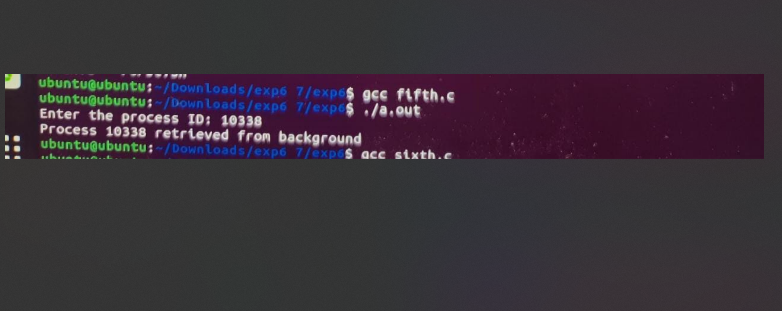 ubuntu@ubuntu:~/Downloads/exp6 7/exp6$ gcc fifth.c
ubuntu@ubuntu:~/Downloads/exp6 7/exp6$ ./a.out
Enter the process ID: 10338
Process 10338 retrieved from background
ubuntu@ubuntu:~/Downloads/exp6 7/exp6$ gcc sixth.c